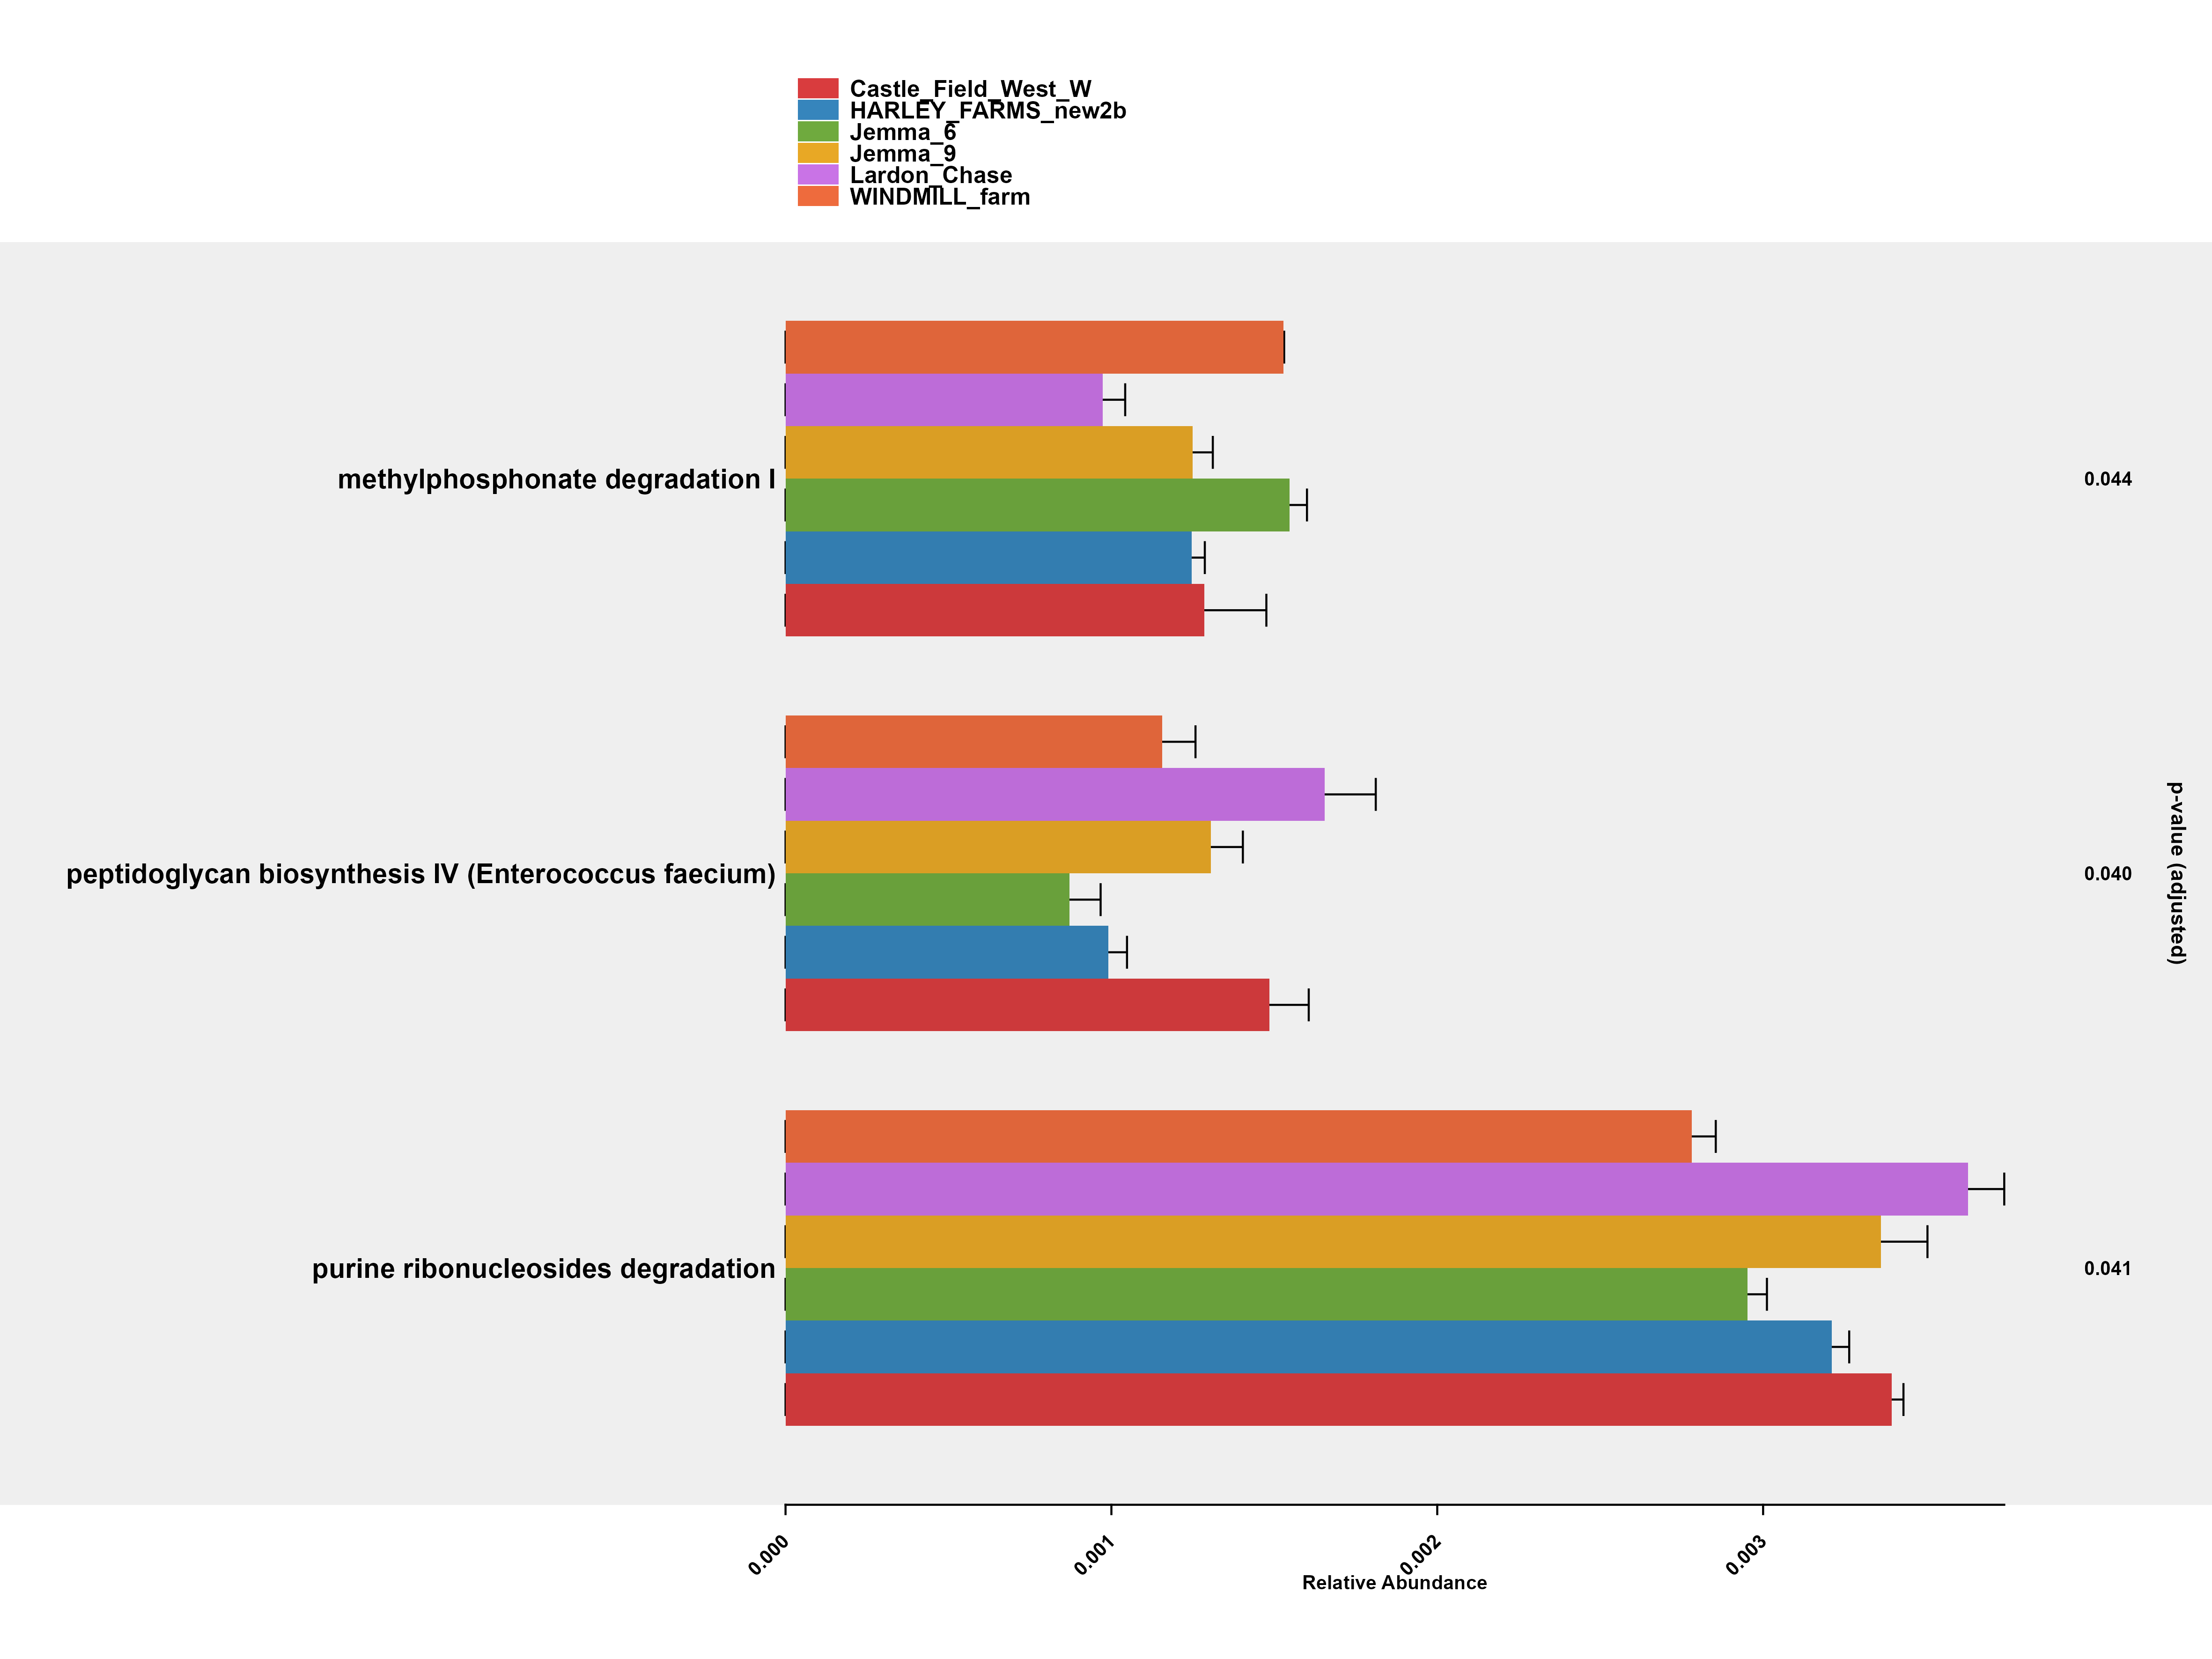 Castle_Field_West_W
HARLEY_FARMS_new2b
Jemma_6
Jemma_9
Lardon_Chase
WINDMILL_farm
methylphosphonate degradation I
0.044
peptidoglycan biosynthesis IV (Enterococcus faecium)
0.040
p-value (adjusted)
purine ribonucleosides degradation
0.041
0.000
0.001
0.002
0.003
Relative Abundance